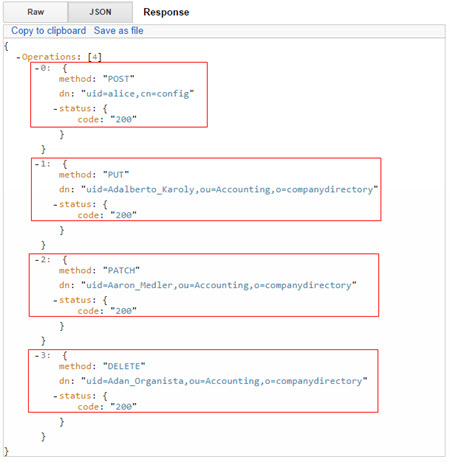 Raw JSON Response
Copy to clipboard Save as file
{
-Operations: [4]
-0: {
method: "POST"
dn: "uid=alice,cn=config"
-status: {
code: "200"
}
}
-1: {
method: "PUT"
dn: "uid=Adalberto_Karoly,ou=Accounting,o=companydirectory"
-status: {
code: "200"
}
}
-2: {
method: "PATCH"
dn: "uid=Aaron_Medler,ou=Accounting,o=companydirectory"
-status: {
code: "200"
}
}
-3: {
method: "DELETE"
dn: "uid=Adan_Organista,ou=Accounting,o=companydirectory"
-status: {
code: "200"
}
}
}